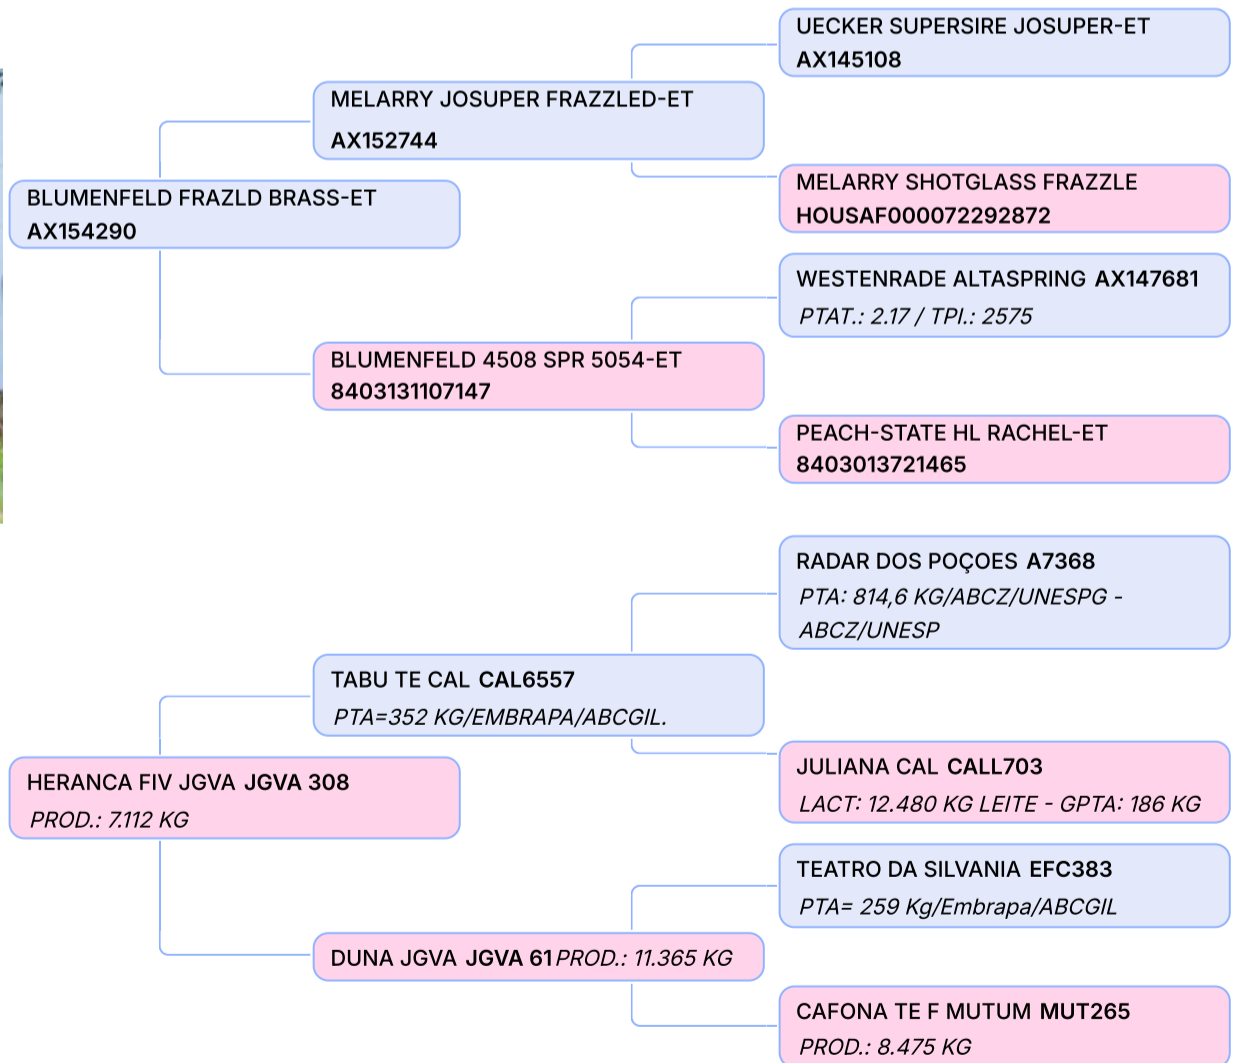 UECKER SUPERSIRE JOSUPER-ET
AX145108
MELARRY JOSUPER FRAZZLED-ET
AX152744
MELARRY SHOTGLASS FRAZZLE
HOUSAF000072292872
BLUMENFELD FRAZLD BRASS-ET
AX154290
WESTENRADE ALTASPRING AX147681
PTAT.: 2.17 / TPI.: 2575
BLUMENFELD 4508 SPR 5054-ET
8403131107147
PEACH-STATE HL RACHEL-ET
8403013721465
RADAR DOS POÇOES A7368
PTA: 814,6 KG/ABCZ/UNESPG -
ABCZ/UNESP
TABU TE CAL CAL6557
PTA=352 KG/EMBRAPA/ABCGIL.
JULIANA CAL CALL703
LACT: 12.480 KG LEITE - GPTA: 186 KG
HERANCA FIV JGVA JGVA 308
PROD.: 7.112 KG
TEATRO DA SILVANIA EFC383
PTA= 259 Kg/Embrapa/ABCGIL
DUNA JGVA JGVA 61 PROD.: 11.365 KG
CAFONA TE F MUTUM MUT265
PROD.: 8.475 KG